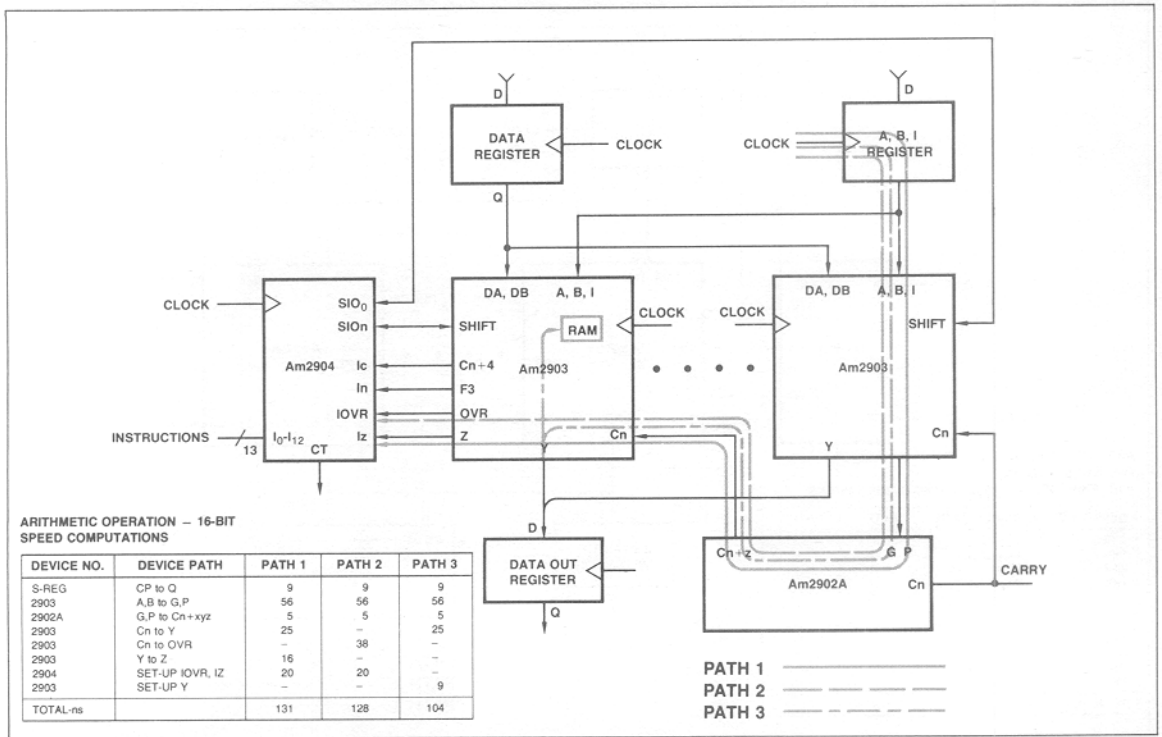 D
D
DATA
REGISTER
CLOCK
CLOCK
A, B, I
REGISTER
Q
CLOCK
SIO0
SIOn
Am2904
Ic
In
IOVR
Iz
INSTRUCTIONS
13
I0-I12
CT
DA, DB A, B, I
RAM
SHIFT
Am2903
Cn+4
F3
OVR
Z
Cn
Y
CLOCK
CLOCK
DA, DB A, B, I
SHIFT
Am2903
Cn
Y
D
DATA OUT
REGISTER
Q
Cn+z G P
Am2902A
Cn
CARRY
ARITHMETIC OPERATION – 16-BIT
SPEED COMPUTATIONS
DEVICE NO. DEVICE PATH PATH 1 PATH 2 PATH 3
S-REG CP to Q 9 9 9
2903 A,B to G,P 56 56 56
2902A G,P to Cn+xyz 5 5 5
2903 Cn to Y 25 – 25
2903 Cn to OVR – 38 –
2903 Y to Z 16 – –
2904 SET-UP IOVR, IZ 20 20 –
2903 SET-UP Y – – 9
TOTAL-ns 131 128 104
PATH 1
PATH 2
PATH 3